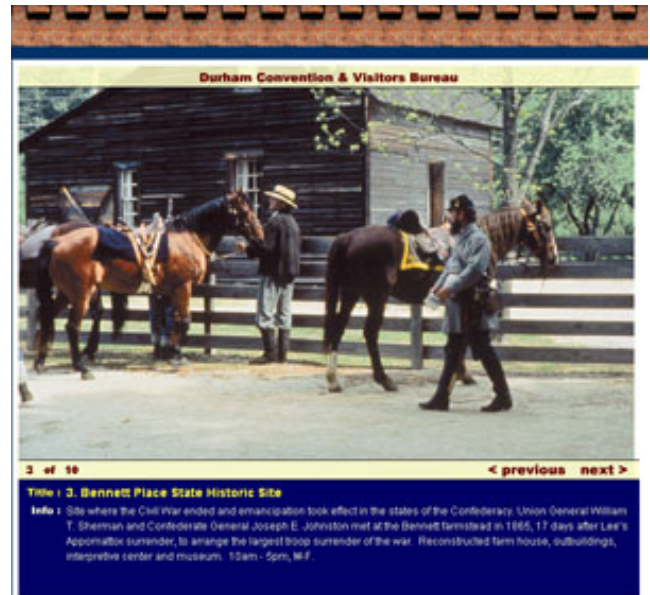 Durham Convention & Visitors Bureau
3 of 10
< previous next >
Title : 3. Bennett Place State Historic Site
Info : Site where the Civil War ended and emancipation took effect in the states of the Confederacy. Union General William
T. Sherman and Confederate General Joseph E. Johnston met at the Bennett farmstead in 1865, 17 days after Lee's
Appomattox surrender, to arrange the largest troop surrender of the war. Reconstructed farm house, outbuildings,
interpretive center and museum. 10am - 5pm, M-F.